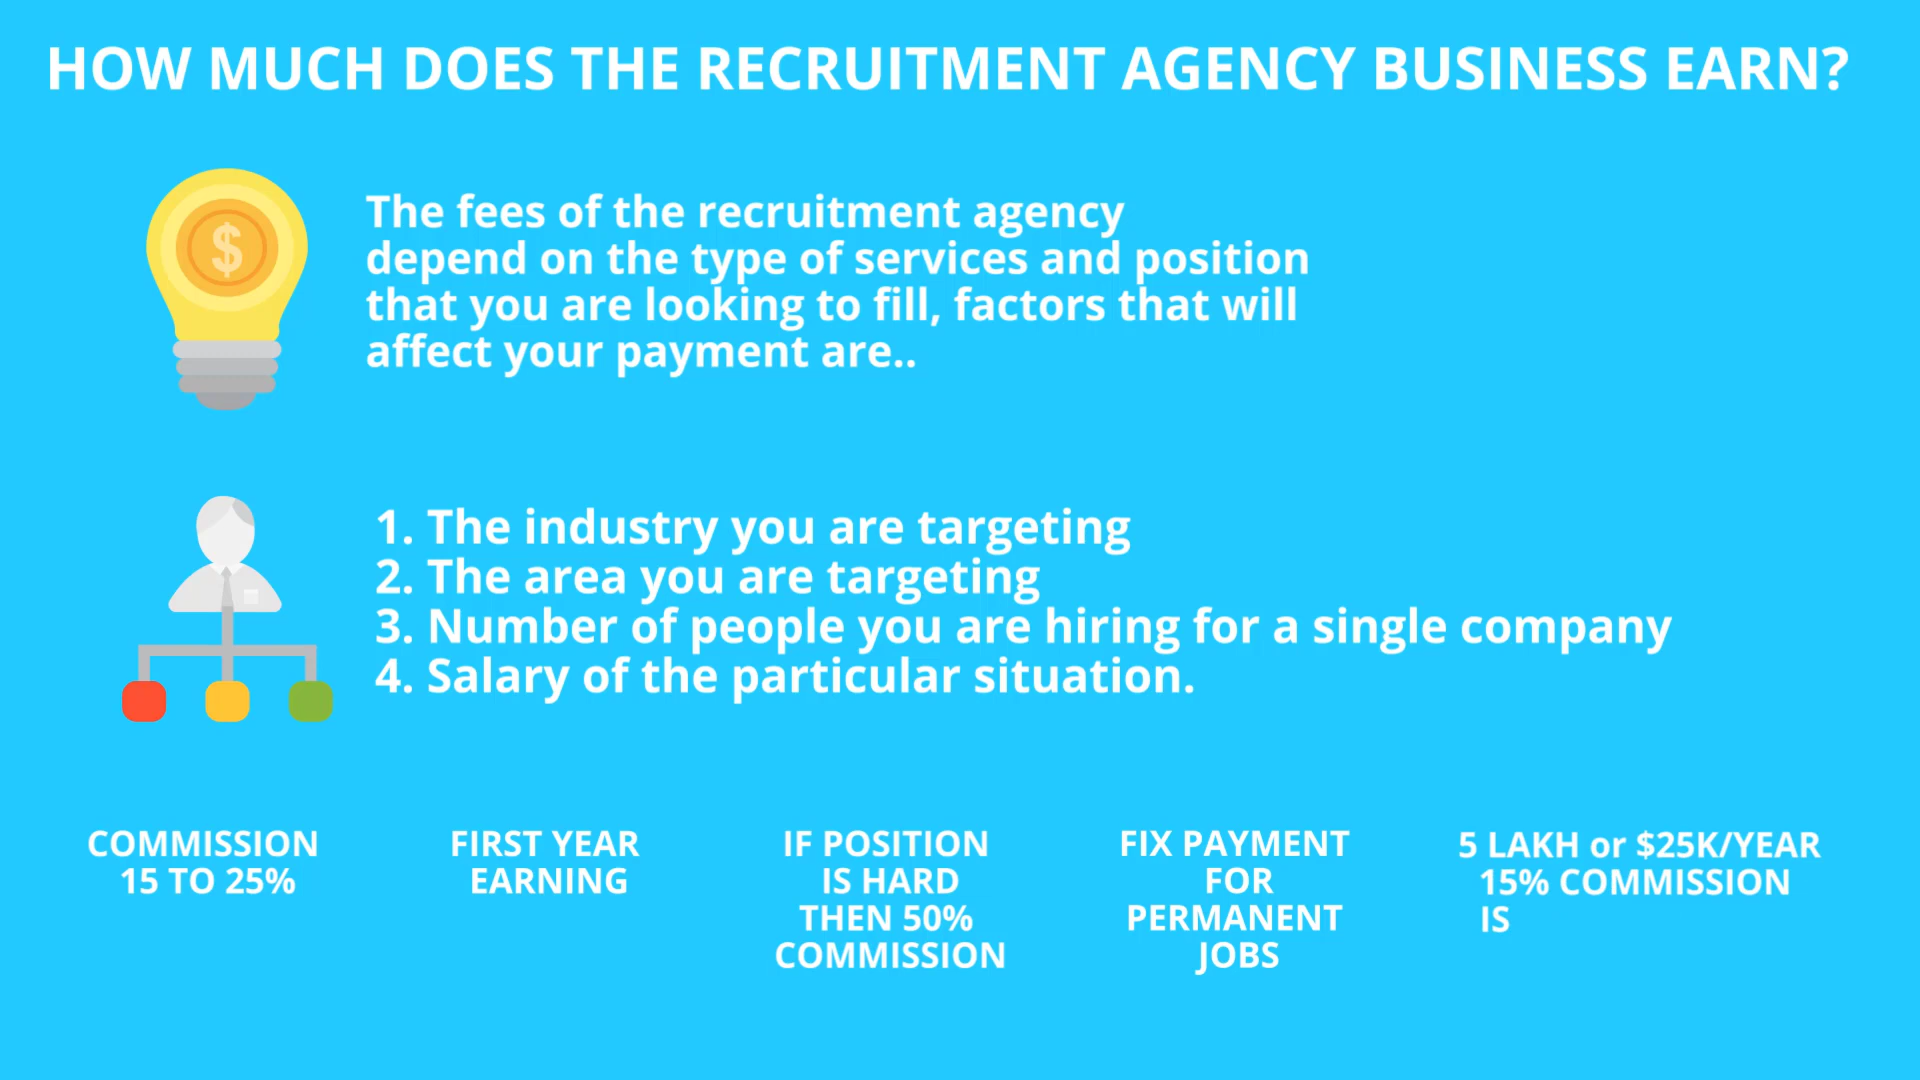 HOW MUCH DOES THE RECRUITMENT AGENCY BUSINESS EARN?
$
The fees of the recruitment agency
depend on the type of services and position
that you are looking to fill, factors that will
affect your payment are..
1. The industry you are targeting
2. The area you are targeting
3. Number of people you are hiring for a single company
4. Salary of the particular situation.
COMMISSION
15 TO 25%
FIRST YEAR
EARNING
IF POSITION
IS HARD
THEN 50%
COMMISSION
FIX PAYMENT
FOR
PERMANENT
JOBS
5 LAKH or $25K/YEAR
15% COMMISSION
IS